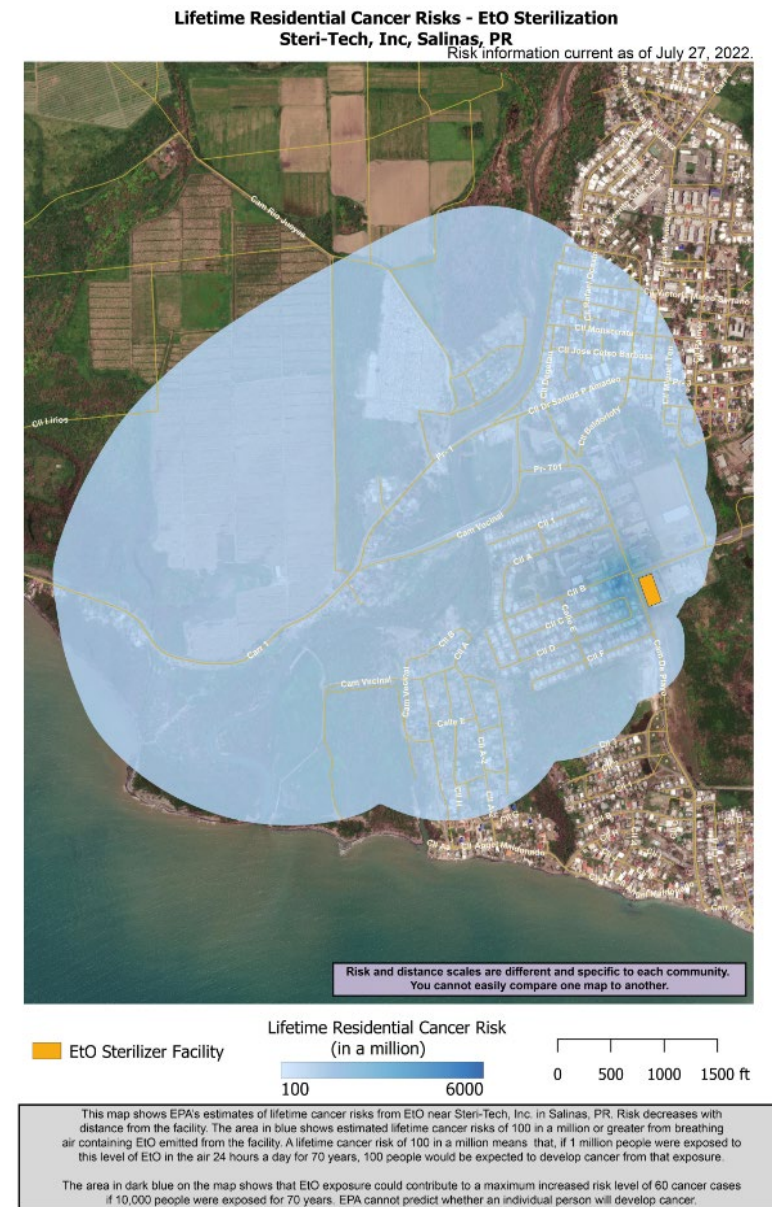 Lifetime Residential Cancer Risks - EtO Sterilization
Steri-Tech, Inc, Salinas, PR
Risk information current as of July 27, 2022.
Cam Rio Jueyes
Cll Monserrate
Cll Jose Celso Barbosa
Cll Lirios
Cll Dr Santos P Amadeo
Cll Baldorioty
Pr- 1
Pr- 701
Cam Vecinal
Cll 1
Cll A
Cll B
Cll C
Calle E
Cll D
Cll F
Cam 1
Cll B
Cll A
Cam Vecinal
Cam Vecinal
Calle E
Cll H
Cam De Playa
Cll Angel Maldonado
Risk and distance scales are different and specific to each community.
You cannot easily compare one map to another.
EtO Sterilizer Facility
Lifetime Residential Cancer Risk
(in a million)
100 6000
0 500 1000 1500 ft
This map shows EPA's estimates of lifetime cancer risks from EtO near Steri-Tech, Inc. in Salinas, PR. Risk decreases with
distance from the facility. The area in blue shows estimated lifetime cancer risks of 100 in a million or greater from breathing
air containing EtO emitted from the facility. A lifetime cancer risk of 100 in a million means that, if 1 million people were exposed to
this level of EtO in the air 24 hours a day for 70 years, 100 people would be expected to develop cancer from that exposure.
The area in dark blue on the map shows that EtO exposure could contribute to a maximum increased risk level of 60 cancer cases
if 10,000 people were exposed for 70 years. EPA cannot predict whether an individual person will develop cancer.